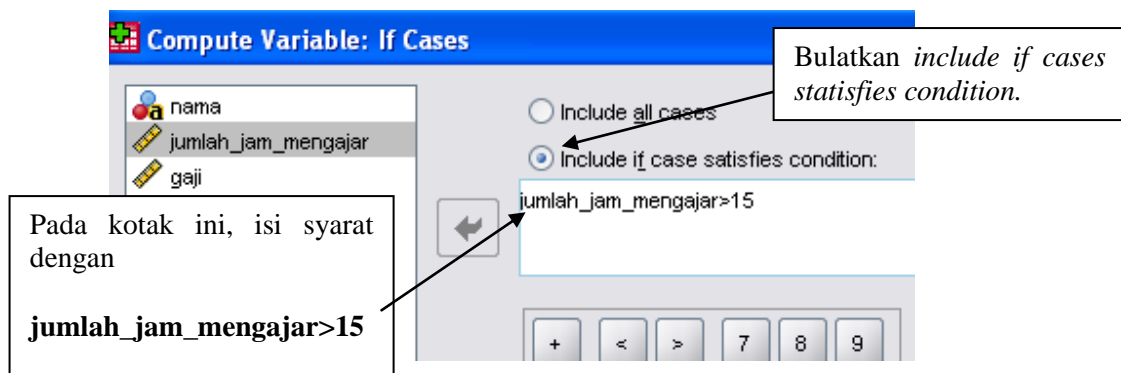 Compute Variable: If Cases
Bulatkan include if cases
statisfies condition.
nama
jumlah_jam_mengajar
gaji
Include all cases
Include if case satisfies condition:
jumlah_jam_mengajar>15
Pada kotak ini, isi syarat
dengan
jumlah_jam_mengajar>15
+ < > 7 8 9